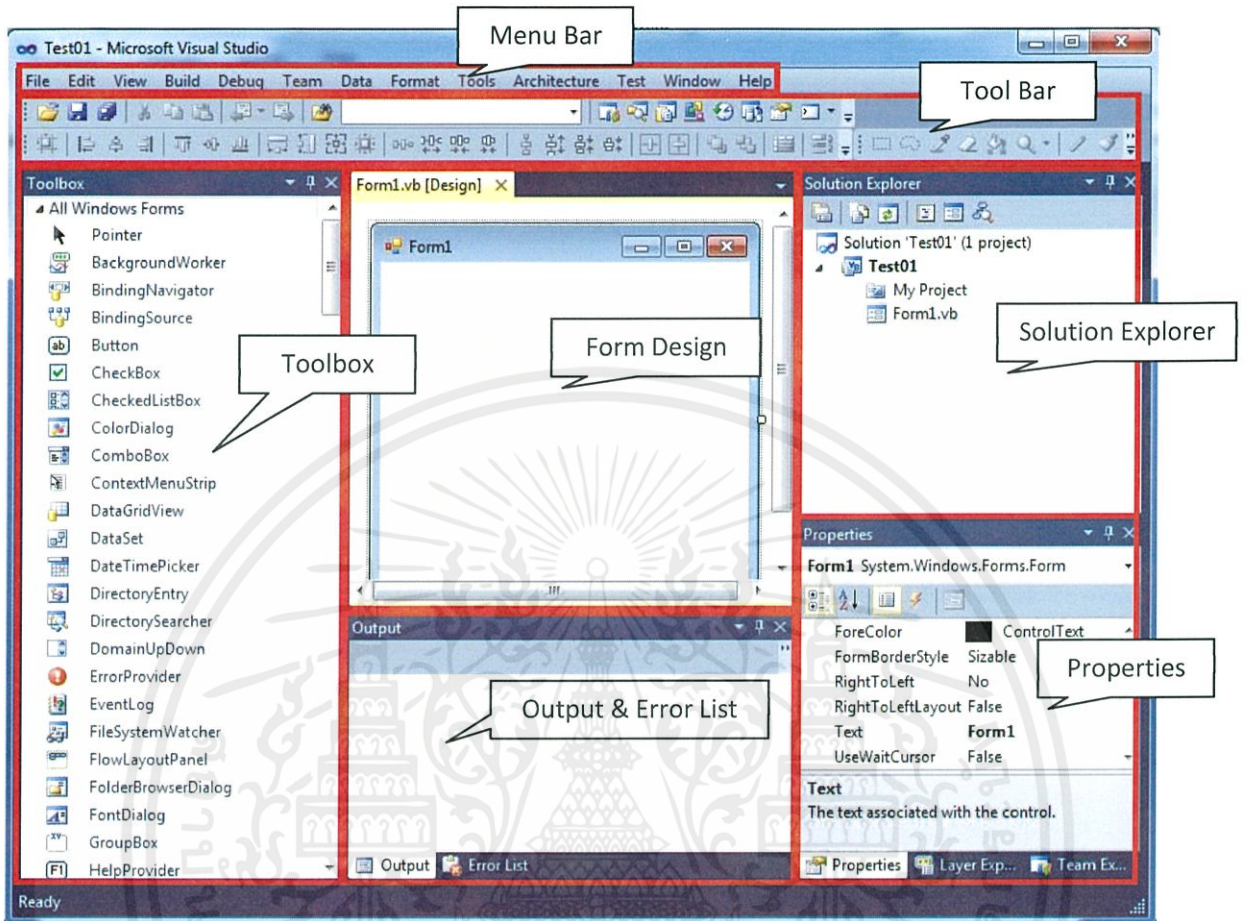 Menu Bar
Test01 - Microsoft Visual Studio
File Edit View Build Debug Team Data Format Tools Architecture Test Window Help
Tool Bar
Toolbox
Form1.vb [Design]
Solution Explorer
All Windows Forms
Pointer
BackgroundWorker
BindingNavigator
BindingSource
Button
CheckBox
CheckedListBox
ColorDialog
ComboBox
ContextMenuStrip
DataGridView
DataSet
DateTimePicker
DirectoryEntry
DirectorySearcher
DomainUpDown
ErrorProvider
EventLog
FileSystemWatcher
FlowLayoutPanel
FolderBrowserDialog
FontDialog
GroupBox
HelpProvider
Toolbox
Form1
Form Design
Solution 'Test01' (1 project)
Test01
My Project
Form1.vb
Solution Explorer
Output
Output & Error List
Output Error List
Properties
Form1 System.Windows.Forms.Form
ForeColor ControlText
FormBorderStyle Sizable
RightToLeft No
RightToLeftLayout False
Text Form1
UseWaitCursor False
Properties
Text
The text associated with the control.
Properties Layer Exp... Team Ex...
Ready